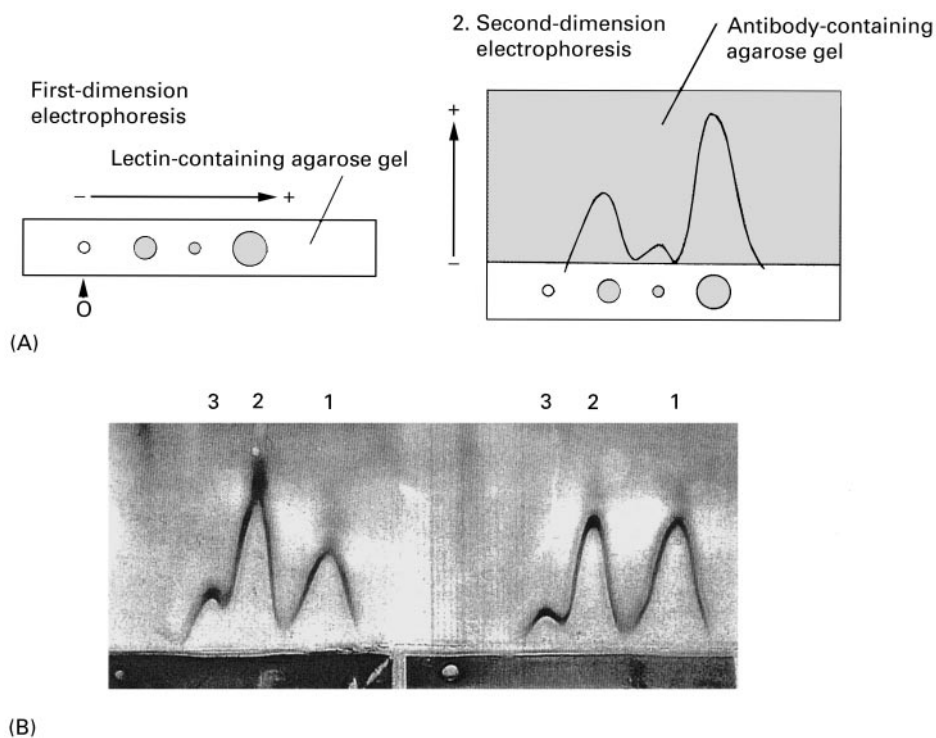 First-dimension
electrophoresis
Lectin-containing agarose gel
− +
O
2. Second-dimension
electrophoresis
Antibody-containing
agarose gel
+
−
(A)
3 2 1 3 2 1
(B)